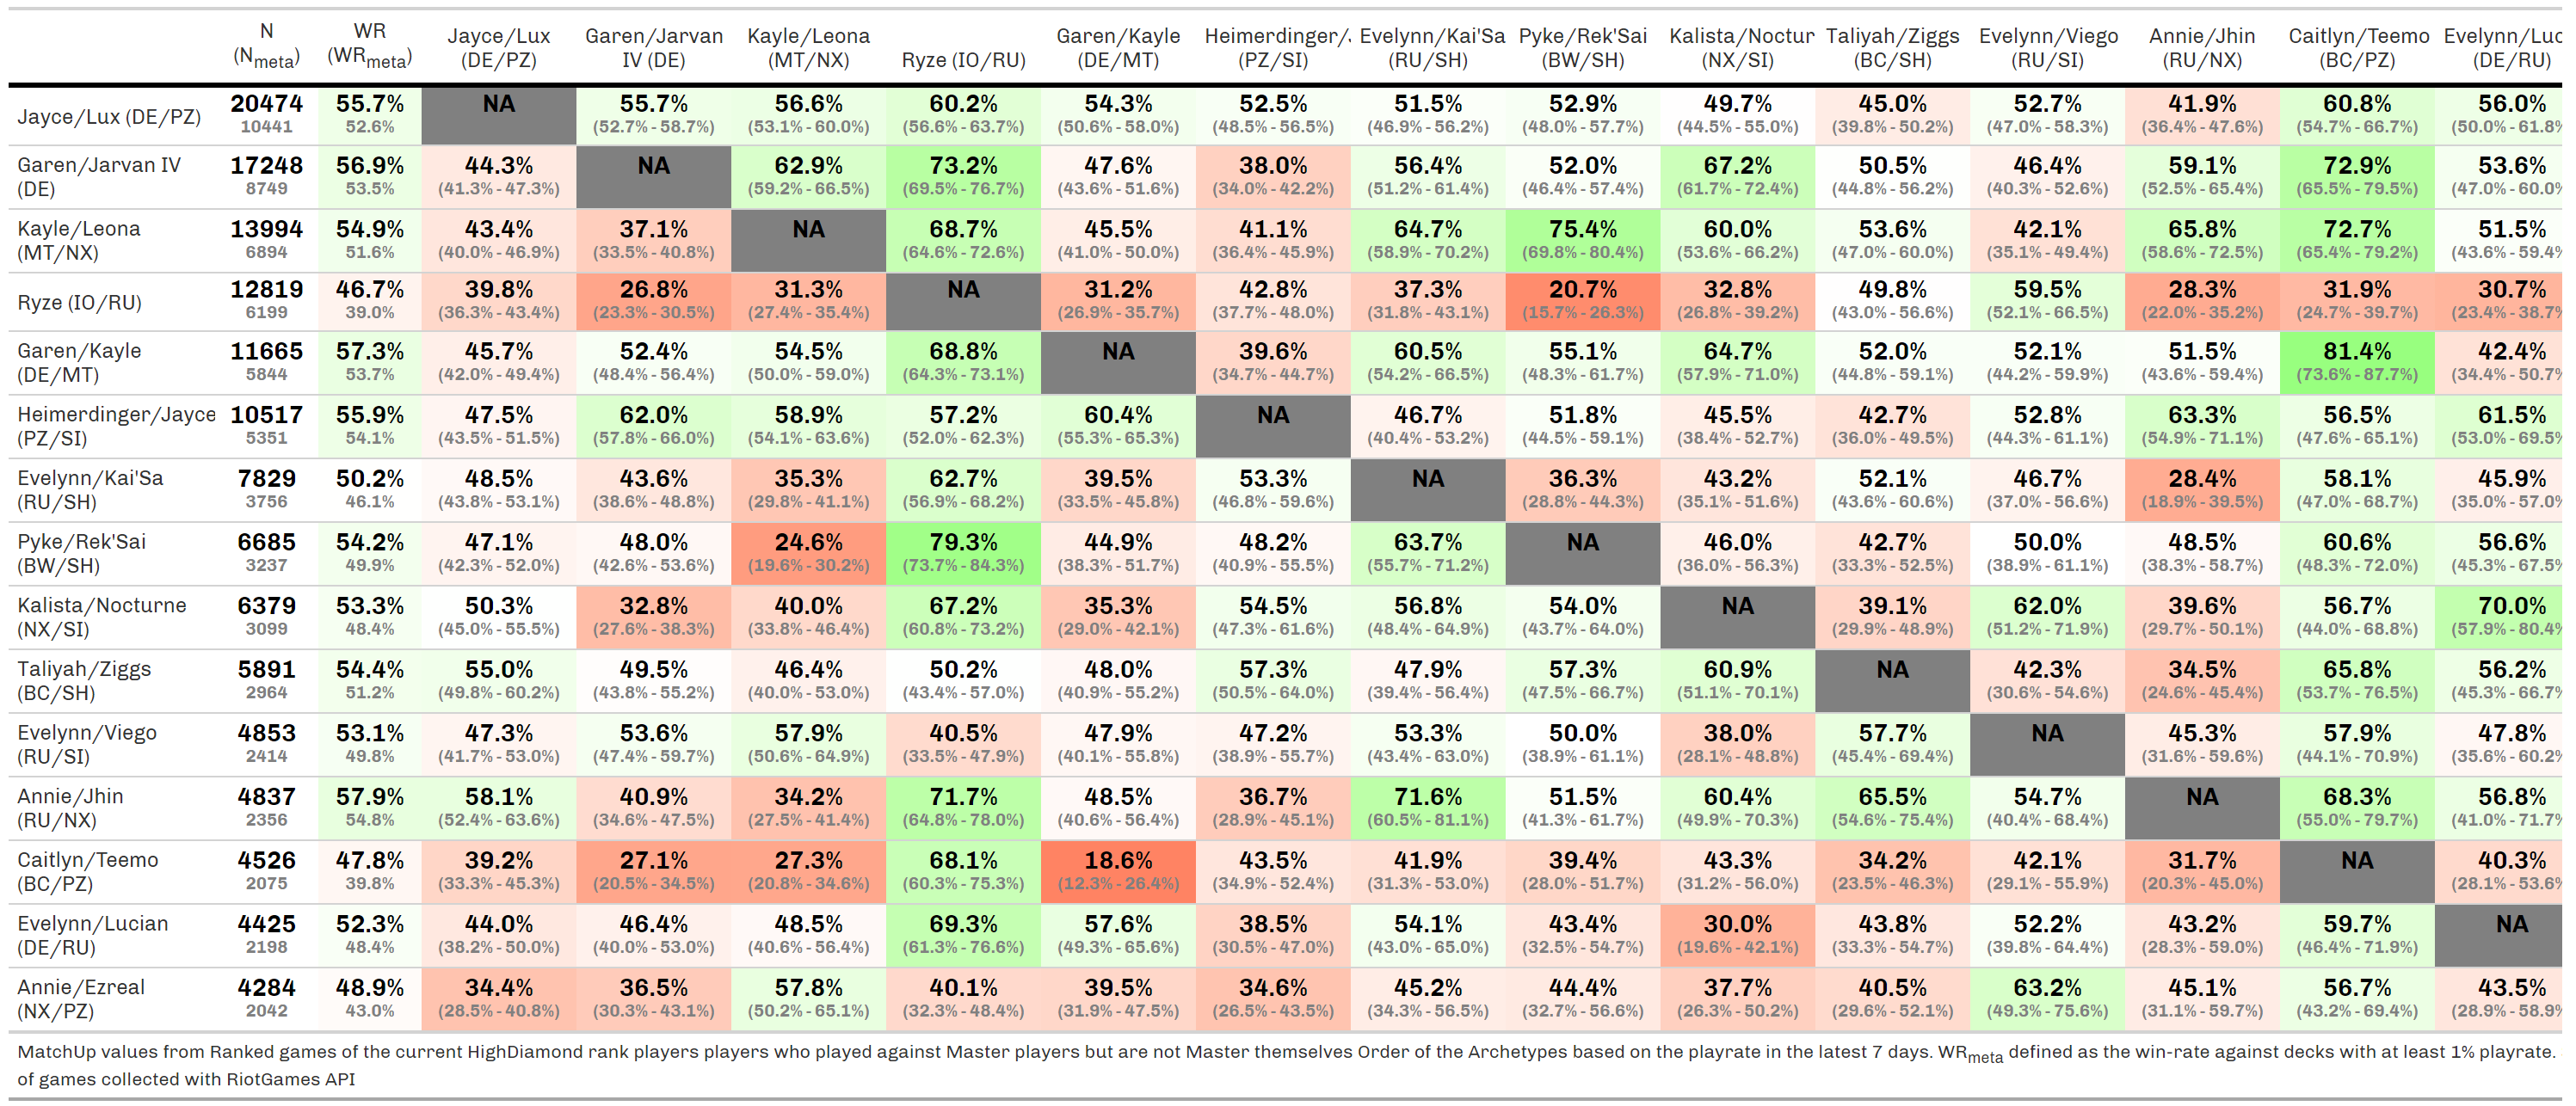 N WR Jayce/Lux Garen/Jarvan Kayle/Leona Ryze (IO/RU) Garen/Kayle Heimerdinger/J Evelynn/Kai'Sa Pyke/Rek'Sai Kalista/Noctur Taliyah/Ziggs Evelynn/Viego Annie/Jhin Caitlyn/Teemo Evelynn/Luc
(Nmeta) (WRmeta) (DE/PZ) IV (DE) (MT/NX) (DE/MT) (PZ/SI) (RU/SH) (BW/SH) (NX/SI) (BC/SH) (RU/SI) (RU/NX) (BC/PZ) (DE/RU)
Jayce/Lux (DE/PZ) 20474 55.7% NA 55.7% 56.6% 60.2% 54.3% 52.5% 51.5% 52.9% 49.7% 45.0% 52.7% 41.9% 60.8% 56.0%
10441 52.6% (52.7% - 58.7%) (53.1% - 60.0%) (56.6% - 63.7%) (50.6% - 58.0%) (48.5% - 56.5%) (46.9% - 56.2%) (48.0% - 57.7%) (44.5% - 55.0%) (39.8% - 50.2%) (47.0% - 58.3%) (36.4% - 47.6%) (54.7% - 66.7%) (50.0% - 61.8%
Garen/Jarvan IV 17248 56.9% 44.3% NA 62.9% 73.2% 47.6% 38.0% 56.4% 52.0% 67.2% 50.5% 46.4% 59.1% 72.9% 53.6%
(DE) 8749 53.5% (41.3% - 47.3%) (59.2% - 66.5%) (69.5% - 76.7%) (43.6% - 51.6%) (34.0% - 42.2%) (51.2% - 61.4%) (46.4% - 57.4%) (61.7% - 72.4%) (44.8% - 56.2%) (40.3% - 52.6%) (52.5% - 65.4%) (65.5% - 79.5%) (47.0% - 60.0%
Kayle/Leona 13994 54.9% 43.4% 37.1% NA 68.7% 45.5% 41.1% 64.7% 75.4% 60.0% 53.6% 42.1% 65.8% 72.7% 51.5%
(MT/NX) 6894 51.6% (40.0% - 46.9%) (33.5% - 40.8%) (64.6% - 72.6%) (41.0% - 50.0%) (36.4% - 45.9%) (58.9% - 70.2%) (69.8% - 80.4%) (53.6% - 66.2%) (47.0% - 60.0%) (35.1% - 49.4%) (58.6% - 72.5%) (65.4% - 79.2%) (43.6% - 59.4%
Ryze (IO/RU) 12819 46.7% 39.8% 26.8% 31.3% NA 31.2% 42.8% 37.3% 20.7% 32.8% 49.8% 59.5% 28.3% 31.9% 30.7%
6199 39.0% (36.3% - 43.4%) (23.3% - 30.5%) (27.4% - 35.4%) (26.9% - 35.7%) (37.7% - 48.0%) (31.8% - 43.1%) (15.7% - 26.3%) (26.8% - 39.2%) (43.0% - 56.6%) (52.1% - 66.5%) (22.0% - 35.2%) (24.7% - 39.7%) (23.4% - 38.7%
Garen/Kayle 11665 57.3% 45.7% 52.4% 54.5% 68.8% NA 39.6% 60.5% 55.1% 64.7% 52.0% 52.1% 51.5% 81.4% 42.4%
(DE/MT) 5844 53.7% (42.0% - 49.4%) (48.4% - 56.4%) (50.0% - 59.0%) (64.3% - 73.1%) (34.7% - 44.7%) (54.2% - 66.5%) (48.3% - 61.7%) (57.9% - 71.0%) (44.8% - 59.1%) (44.2% - 59.9%) (43.6% - 59.4%) (73.6% - 87.7%) (34.4% - 50.7%
Heimerdinger/Jayce 10517 55.9% 47.5% 62.0% 58.9% 57.2% 60.4% NA 46.7% 51.8% 45.5% 42.7% 52.8% 63.3% 56.5% 61.5%
(PZ/SI) 5351 54.1% (43.5% - 51.5%) (57.8% - 66.0%) (54.1% - 63.6%) (52.0% - 62.3%) (55.3% - 65.3%) (40.4% - 53.2%) (44.5% - 59.1%) (38.4% - 52.7%) (36.0% - 49.5%) (44.3% - 61.1%) (54.9% - 71.1%) (47.6% - 65.1%) (53.0% - 69.5%
Evelynn/Kai'Sa 7829 50.2% 48.5% 43.6% 35.3% 62.7% 39.5% 53.3% NA 36.3% 43.2% 52.1% 46.7% 28.4% 58.1% 45.9%
(RU/SH) 3756 46.1% (43.8% - 53.1%) (38.6% - 48.8%) (29.8% - 41.1%) (56.9% - 68.2%) (33.5% - 45.8%) (46.8% - 59.6%) (28.8% - 44.3%) (35.1% - 51.6%) (43.6% - 60.6%) (37.0% - 56.6%) (18.9% - 39.5%) (47.0% - 68.7%) (35.0% - 57.0%
Pyke/Rek'Sai 6685 54.2% 47.1% 48.0% 24.6% 79.3% 44.9% 48.2% 63.7% NA 46.0% 42.7% 50.0% 48.5% 60.6% 56.6%
(BW/SH) 3237 49.9% (42.3% - 52.0%) (42.6% - 53.6%) (19.6% - 30.2%) (73.7% - 84.3%) (38.3% - 51.7%) (40.9% - 55.5%) (55.7% - 71.2%) (36.0% - 56.3%) (33.3% - 52.5%) (38.9% - 61.1%) (38.3% - 58.7%) (48.3% - 72.0%) (45.3% - 67.5%
Kalista/Nocturne 6379 53.3% 50.3% 32.8% 40.0% 67.2% 35.3% 54.5% 56.8% 54.0% NA 39.1% 62.0% 39.6% 56.7% 70.0%
(NX/SI) 3099 48.4% (45.0% - 55.5%) (27.6% - 38.3%) (33.8% - 46.4%) (60.8% - 73.2%) (29.0% - 42.1%) (47.3% - 61.6%) (48.4% - 64.9%) (43.7% - 64.0%) (29.9% - 48.9%) (51.2% - 71.9%) (29.7% - 50.1%) (44.0% - 68.8%) (57.9% - 80.4%
Taliyah/Ziggs 5891 54.4% 55.0% 49.5% 46.4% 50.2% 48.0% 57.3% 47.9% 57.3% 60.9% NA 42.3% 34.5% 65.8% 56.2%
(BC/SH) 2964 51.2% (49.8% - 60.2%) (43.8% - 55.2%) (40.0% - 53.0%) (43.4% - 57.0%) (40.9% - 55.2%) (50.5% - 64.0%) (39.4% - 56.4%) (47.5% - 66.7%) (51.1% - 70.1%) (30.6% - 54.6%) (24.6% - 45.4%) (53.7% - 76.5%) (45.3% - 66.7%
Evelynn/Viego 4853 53.1% 47.3% 53.6% 57.9% 40.5% 47.9% 47.2% 53.3% 50.0% 38.0% 57.7% NA 45.3% 57.9% 47.8%
(RU/SI) 2414 49.8% (41.7% - 53.0%) (47.4% - 59.7%) (50.6% - 64.9%) (33.5% - 47.9%) (40.1% - 55.8%) (38.9% - 55.7%) (43.4% - 63.0%) (38.9% - 61.1%) (28.1% - 48.8%) (45.4% - 69.4%) (31.6% - 59.6%) (44.1% - 70.9%) (35.6% - 60.2%
Annie/Jhin 4837 57.9% 58.1% 40.9% 34.2% 71.7% 48.5% 36.7% 71.6% 51.5% 60.4% 65.5% 54.7% NA 68.3% 56.8%
(RU/NX) 2356 54.8% (52.4% - 63.6%) (34.6% - 47.5%) (27.5% - 41.4%) (64.8% - 78.0%) (40.6% - 56.4%) (28.9% - 45.1%) (60.5% - 81.1%) (41.3% - 61.7%) (49.9% - 70.3%) (54.6% - 75.4%) (40.4% - 68.4%) (55.0% - 79.7%) (41.0% - 71.7%
Caitlyn/Teemo 4526 47.8% 39.2% 27.1% 27.3% 68.1% 18.6% 43.5% 41.9% 39.4% 43.3% 34.2% 42.1% 31.7% NA 40.3%
(BC/PZ) 2075 39.8% (33.3% - 45.3%) (20.5% - 34.5%) (20.8% - 34.6%) (60.3% - 75.3%) (12.3% - 26.4%) (34.9% - 52.4%) (31.3% - 53.0%) (28.0% - 51.7%) (31.2% - 56.0%) (23.5% - 46.3%) (29.1% - 55.9%) (20.3% - 45.0%) (28.1% - 53.6%
Evelynn/Lucian 4425 52.3% 44.0% 46.4% 48.5% 69.3% 57.6% 38.5% 54.1% 43.4% 30.0% 43.8% 52.2% 43.2% 59.7% NA
(DE/RU) 2198 48.4% (38.2% - 50.0%) (40.0% - 53.0%) (40.6% - 56.4%) (61.3% - 76.6%) (49.3% - 65.6%) (30.5% - 47.0%) (43.0% - 65.0%) (32.5% - 54.7%) (19.6% - 42.1%) (33.3% - 54.7%) (39.8% - 64.4%) (28.3% - 59.0%) (46.4% - 71.9%)
Annie/Ezreal 4284 48.9% 34.4% 36.5% 57.8% 40.1% 39.5% 34.6% 45.2% 44.4% 37.7% 40.5% 63.2% 45.1% 56.7% 43.5%
(NX/PZ) 2042 43.0% (28.5% - 40.8%) (30.3% - 43.1%) (50.2% - 65.1%) (32.3% - 48.4%) (31.9% - 47.5%) (26.5% - 43.5%) (34.3% - 56.5%) (32.7% - 56.6%) (26.3% - 50.2%) (29.6% - 52.1%) (49.3% - 75.6%) (31.1% - 59.7%) (43.2% - 69.4%) (28.9% - 58.9%
MatchUp values from Ranked games of the current HighDiamond rank players players who played against Master players but are not Master themselves Order of the Archetypes based on the playrate in the latest 7 days. WRmeta defined as the win-rate against decks with at least 1% playrate.
of games collected with RiotGames API